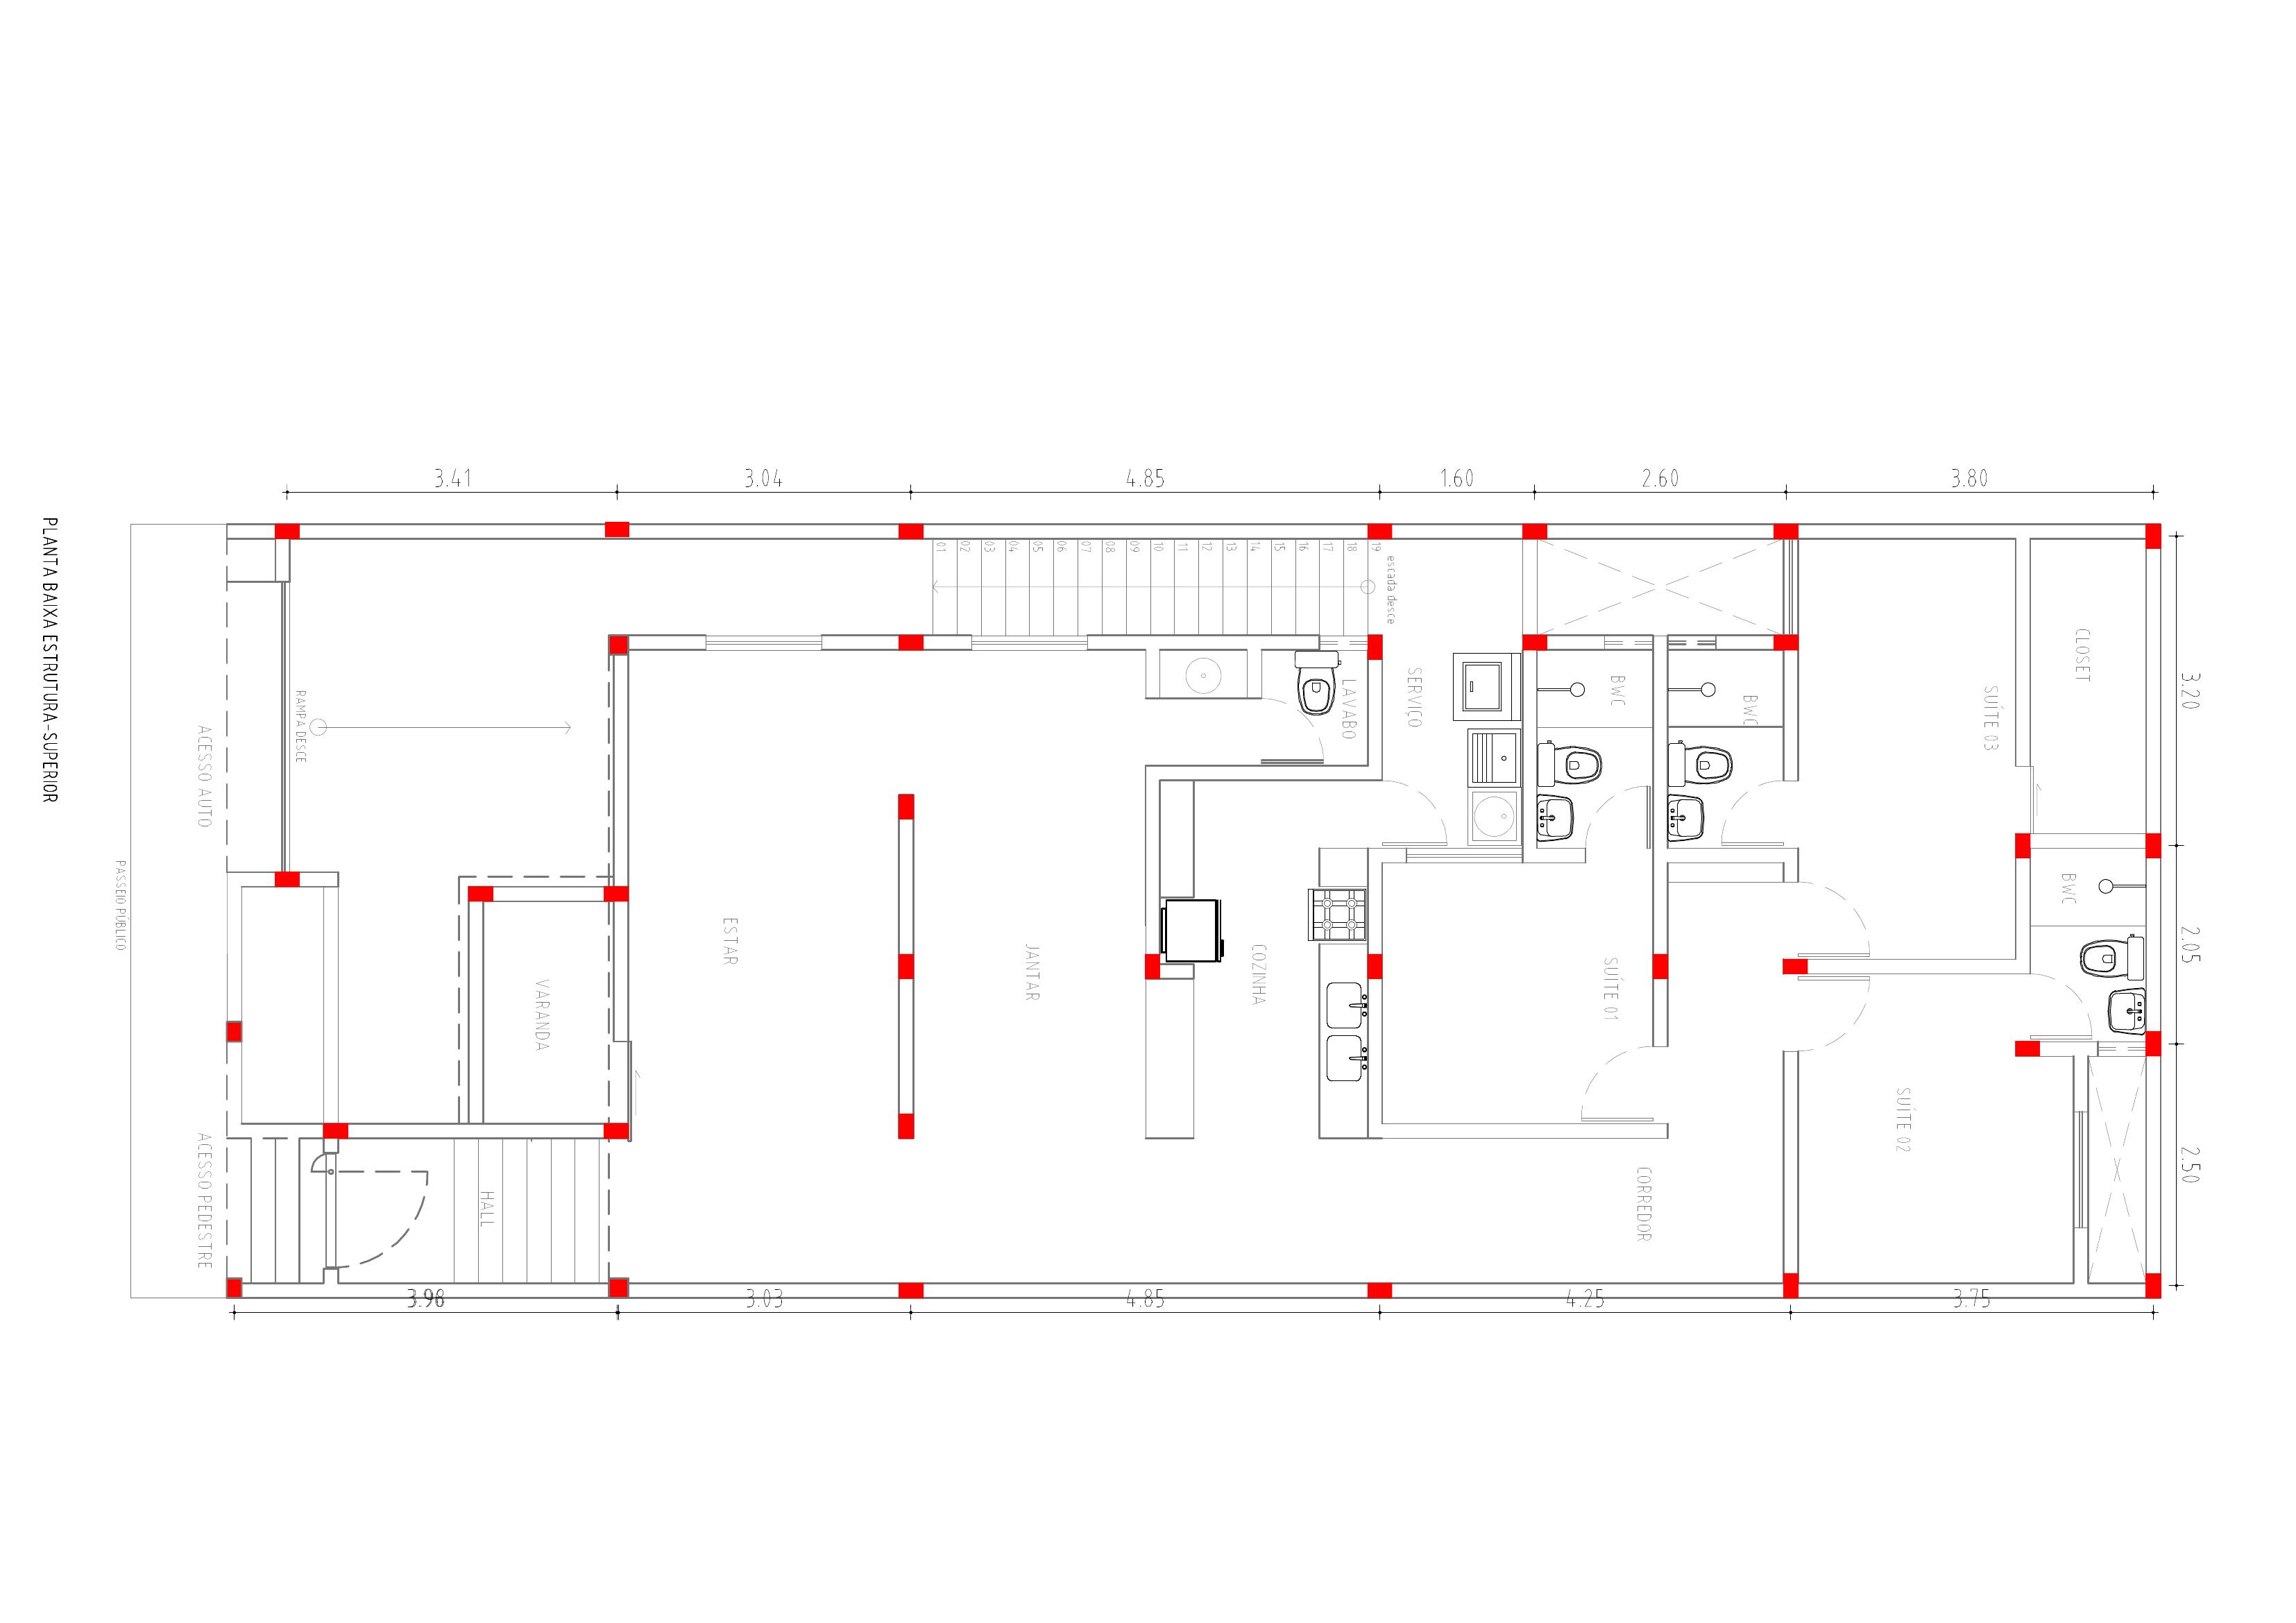 PLANTA BAIXA ESTRUTURA-SUPERIOR
3.41
3.04
4.85
1.60
2.60
3.80
01
02
03
04
05
06
07
08
09
10
11
12
13
14
15
16
17
18
19
escada desce
RAMPA DESCE
ACESSO AUTO
PASSEIO PÚBLICO
ACESSO PEDESTRE
VARANDA
HALL
ESTAR
JANTAR
COZINHA
LAVABO
SERVIÇO
BWC
BWC
SUÍTE 01
CORREDOR
SUÍTE 03
CLOSET
BWC
SUÍTE 02
3.20
2.05
2.50
3.03
4.85
4.25
3.75